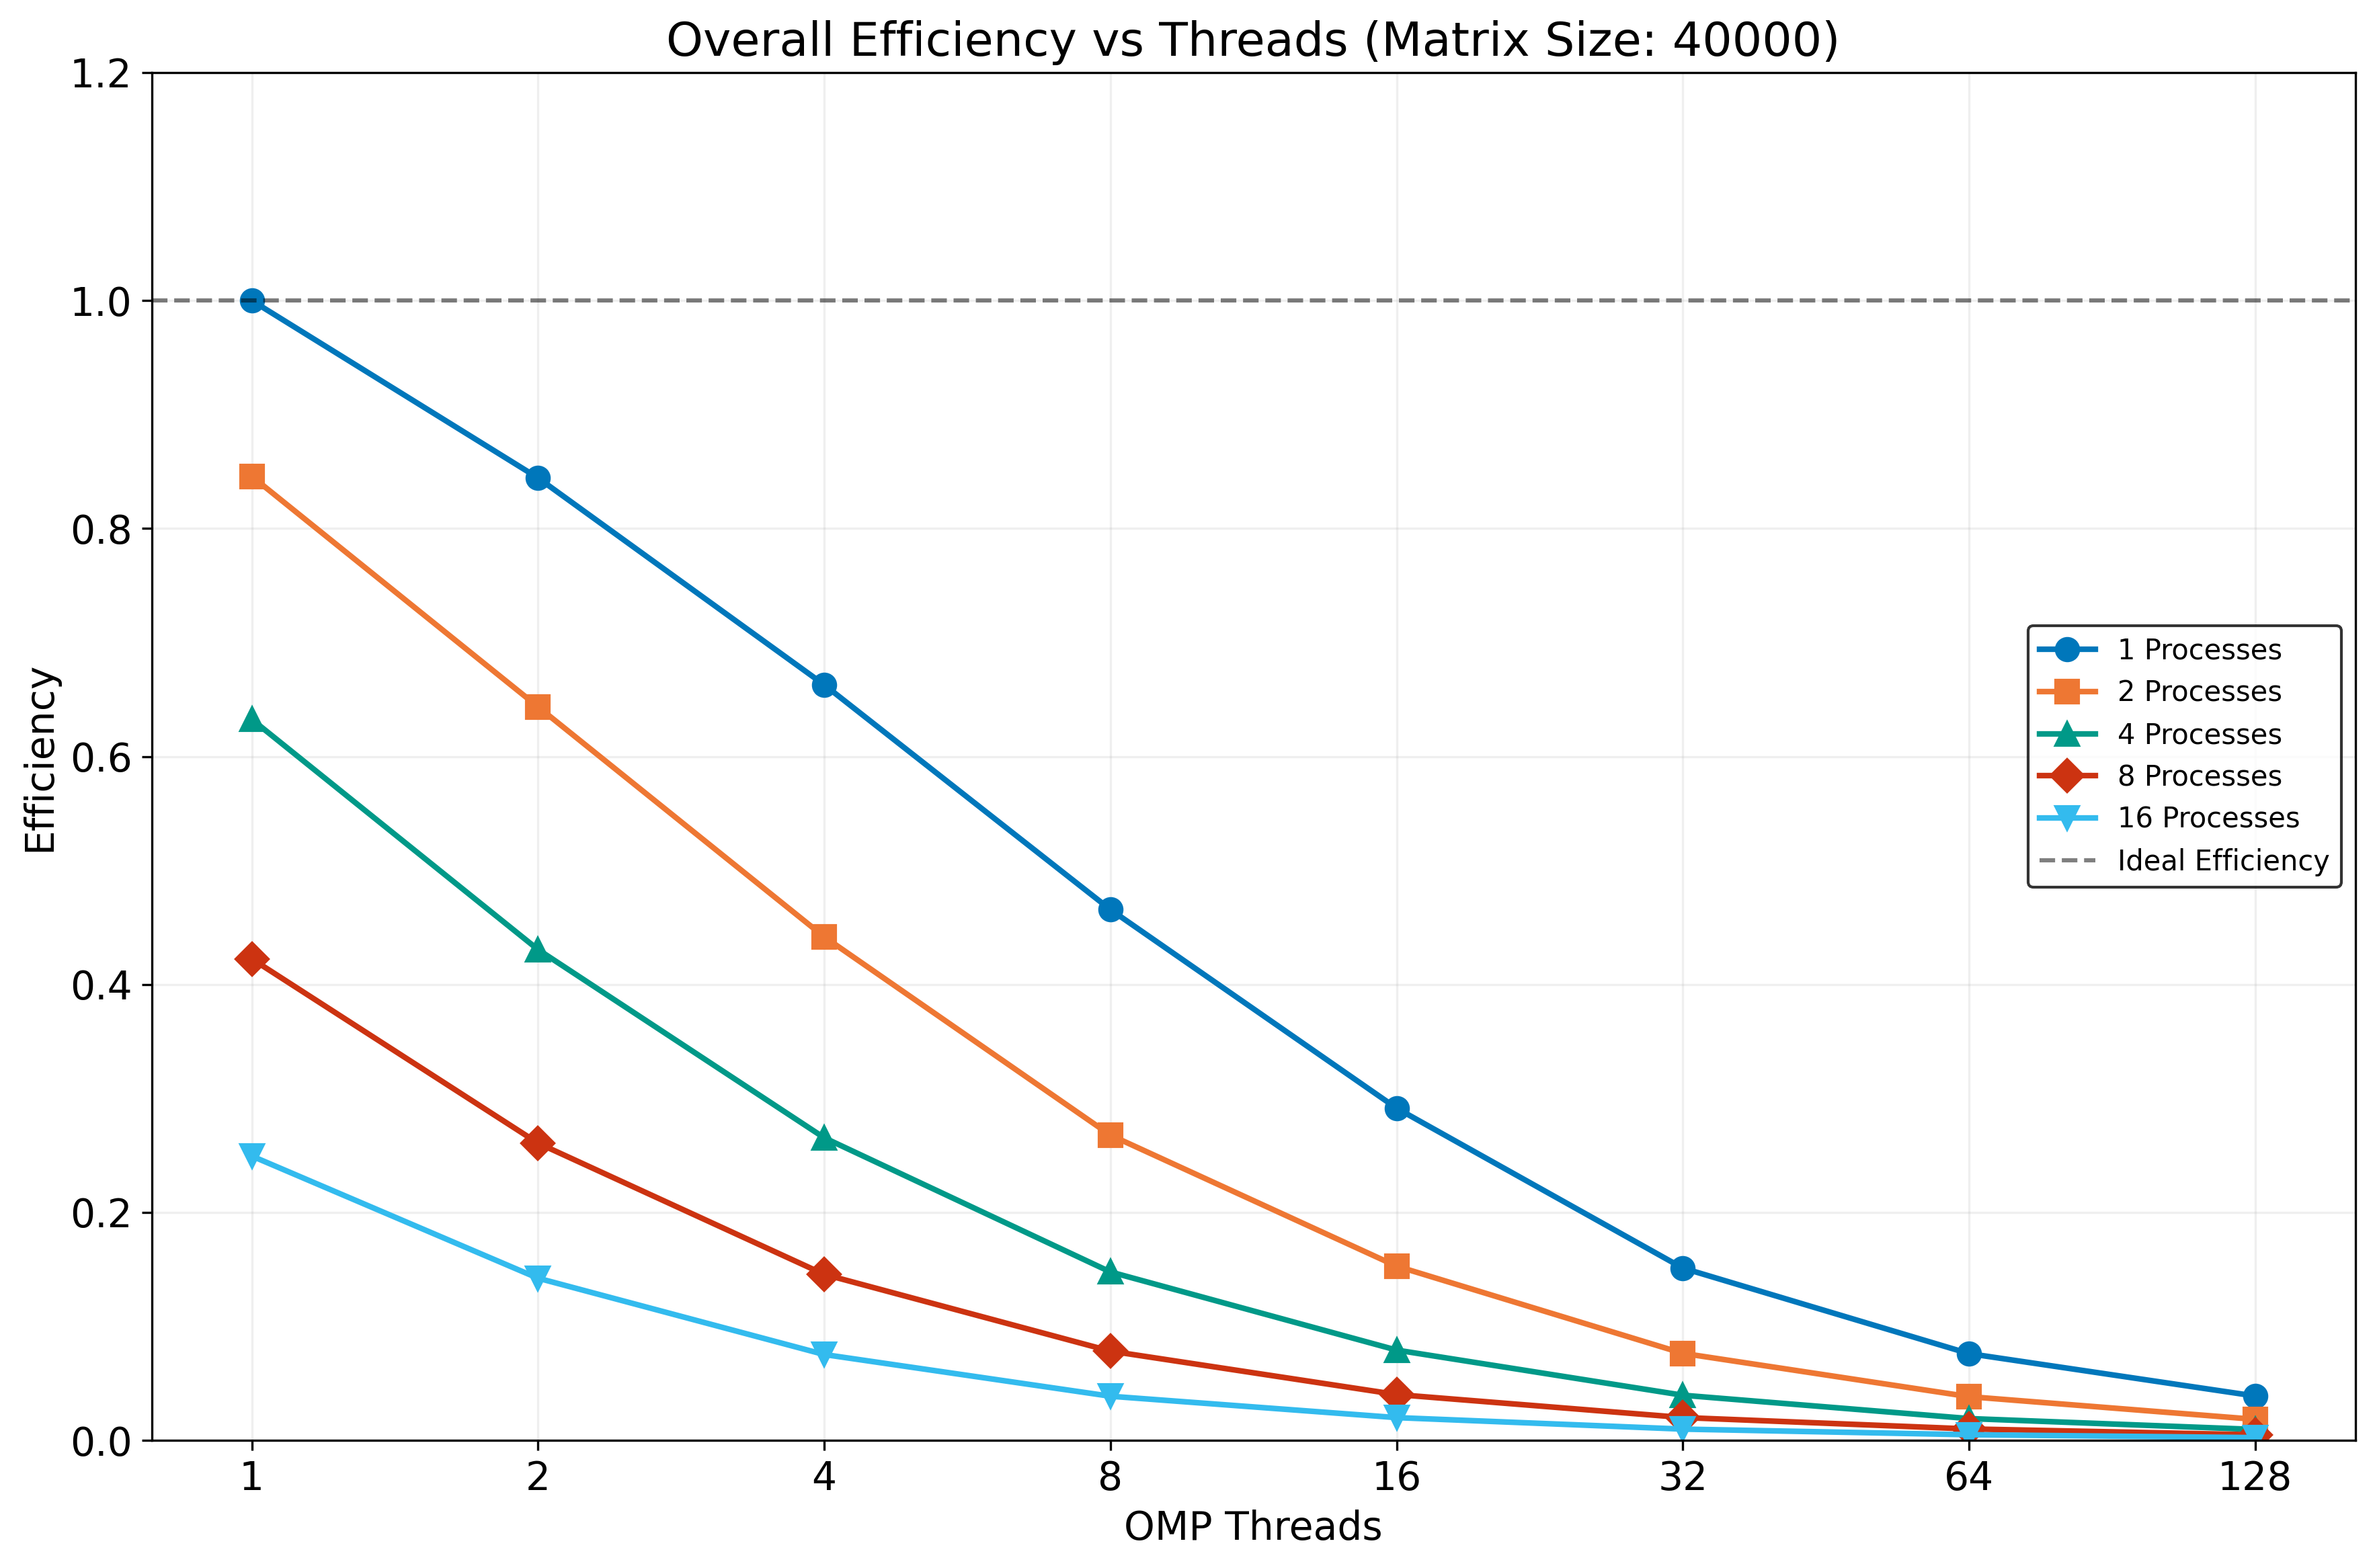 Overall Efficiency vs Threads (Matrix Size: 40000)
1.2
1.0
0.8
0.6
0.4
0.2
0.0
Efficiency
1 Processes
2 Processes
4 Processes
8 Processes
16 Processes
Ideal Efficiency
1 2 4 8 16 32 64 128
OMP Threads